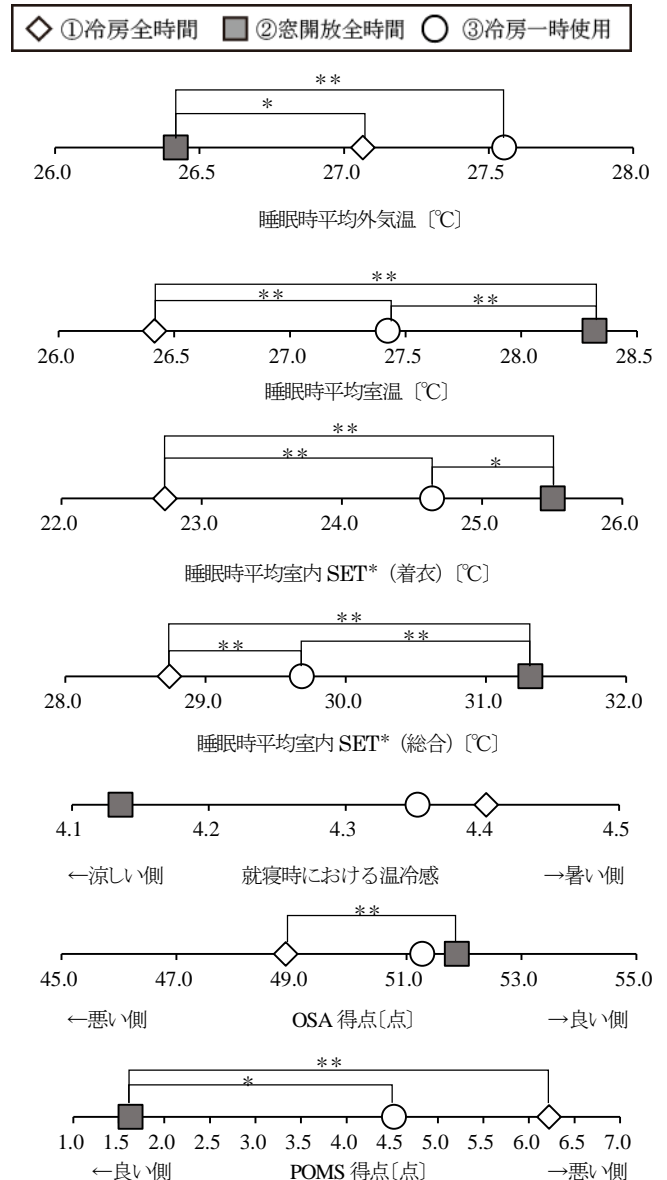 ①冷房全時間 ②窓開放全時間 ③冷房一時使用
**
*
26.0 26.5 27.0 27.5 28.0
睡眠時平均外気温〔℃〕
**
** **
26.0 26.5 27.0 27.5 28.0 28.5
睡眠時平均室温〔℃〕
**
** *
22.0 23.0 24.0 25.0 26.0
睡眠時平均室内 SET*（着衣）〔℃〕
**
** **
28.0 29.0 30.0 31.0 32.0
睡眠時平均室内 SET*（総合）〔℃〕
4.1 4.2 4.3 4.4 4.5
←涼しい側 就寝時における温冷感 →暑い側
**
45.0 47.0 49.0 51.0 53.0 55.0
←悪い側 OSA 得点〔点〕 →良い側
**
*
1.0 1.5 2.0 2.5 3.0 3.5 4.0 4.5 5.0 5.5 6.0 6.5 7.0
←良い側 POMS 得点〔点〕 →悪い側